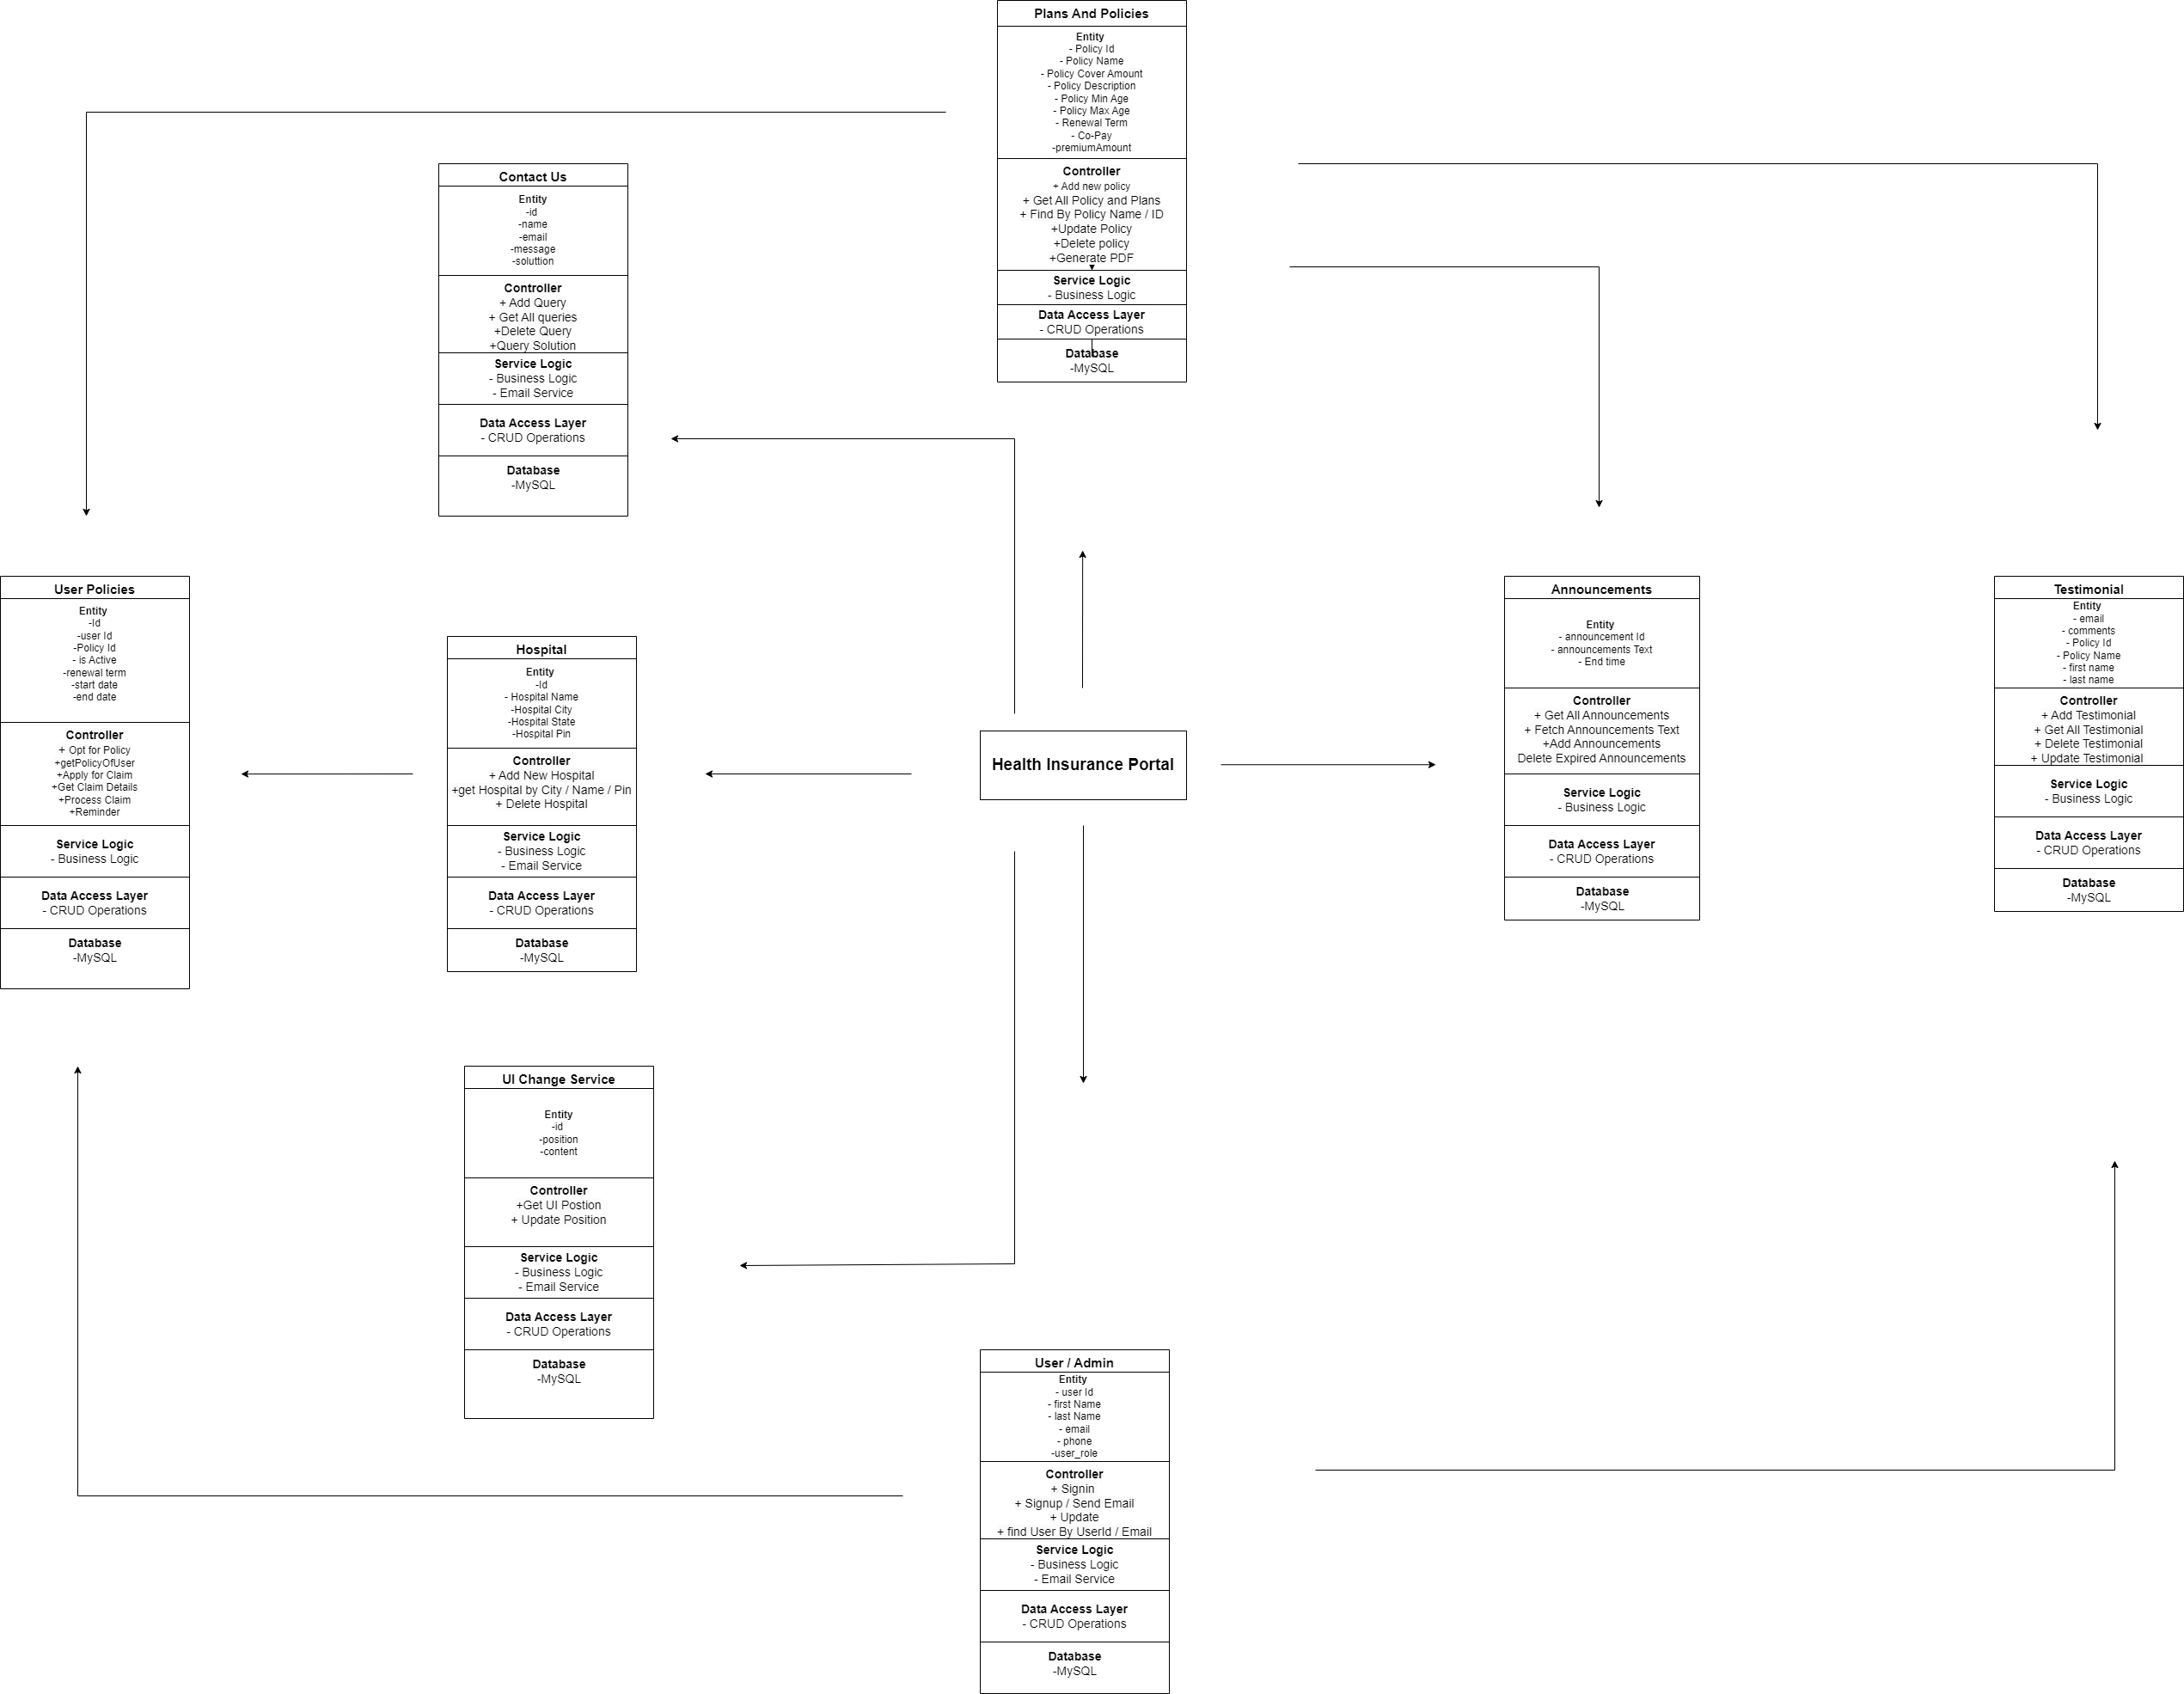 Plans And Policies
Entity
- Policy Id
- Policy Name
- Policy Cover Amount
- Policy Description
- Policy Min Age
- Policy Max Age
- Renewal Term
- Co-Pay
-premiumAmount
Controller
+ Add new policy
+ Get All Policy and Plans
+ Find By Policy Name / ID
+Update Policy
+Delete policy
+Generate PDF
Service Logic
- Business Logic
Data Access Layer
- CRUD Operations
Database
-MySQL
Contact Us
Entity
-id
-name
-email
-message
-soluttion
Controller
+ Add Query
+ Get All queries
+Delete Query
+Query Solution
Service Logic
- Business Logic
- Email Service
Data Access Layer
- CRUD Operations
Database
-MySQL
User Policies
Entity
-Id
-user Id
-Policy Id
- is Active
-renewal term
-start date
-end date
Controller
+ Opt for Policy
+getPolicyOfUser
+Apply for Claim
+Get Claim Details
+Process Claim
+Reminder
Service Logic
- Business Logic
Data Access Layer
- CRUD Operations
Database
-MySQL
Hospital
Entity
-Id
- Hospital Name
-Hospital City
-Hospital State
-Hospital Pin
Controller
+ Add New Hospital
+get Hospital by City / Name / Pin
+ Delete Hospital
Service Logic
- Business Logic
- Email Service
Data Access Layer
- CRUD Operations
Database
-MySQL
Health Insurance Portal
Announcements
Entity
- announcement Id
- announcements Text
- End time
Controller
+ Get All Announcements
+ Fetch Announcements Text
+Add Announcements
Delete Expired Announcements
Service Logic
- Business Logic
Data Access Layer
- CRUD Operations
Database
-MySQL
Testimonial
Entity
- email
- comments
- Policy Id
- Policy Name
- first name
- last name
Controller
+ Add Testimonial
+ Get All Testimonial
+ Delete Testimonial
+ Update Testimonial
Service Logic
- Business Logic
Data Access Layer
- CRUD Operations
Database
-MySQL
UI Change Service
Entity
-id
-position
-content
Controller
+Get UI Postion
+ Update Position
Service Logic
- Business Logic
- Email Service
Data Access Layer
- CRUD Operations
Database
-MySQL
User / Admin
Entity
- user Id
- first Name
- last Name
- email
- phone
-user_role
Controller
+ Signin
+ Signup / Send Email
+ Update
+ find User By UserId / Email
Service Logic
- Business Logic
- Email Service
Data Access Layer
- CRUD Operations
Database
-MySQL